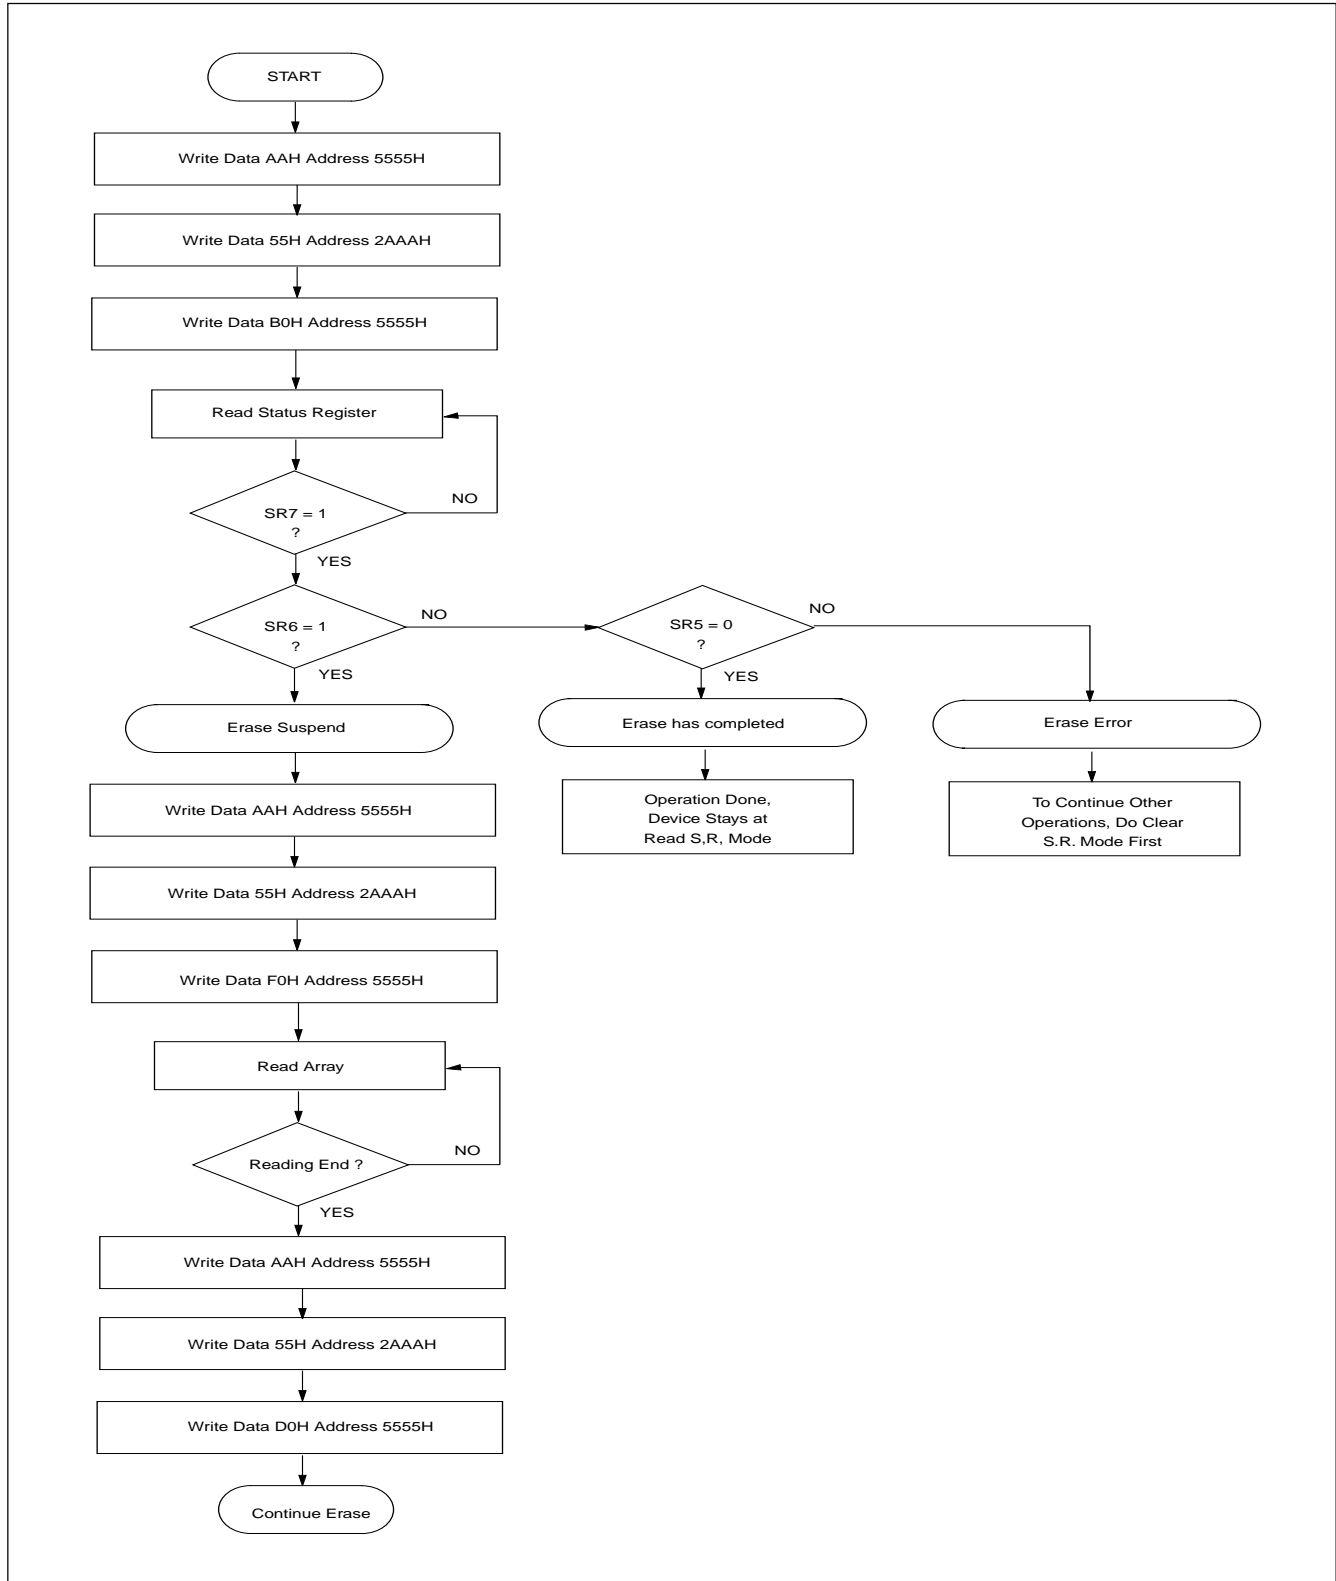 START
Write Data AAH Address 5555H
Write Data 55H Address 2AAAH
Write Data B0H Address 5555H
Read Status Register
NO
SR7 = 1
?
YES
SR6 = 1
?
NO
SR5 = 0
?
NO
YES
YES
Erase Suspend
Erase has completed
Erase Error
Write Data AAH Address 5555H
Operation Done,
Device Stays at
Read S,R, Mode
To Continue Other
Operations, Do Clear
S.R. Mode First
Write Data 55H Address 2AAAH
Write Data F0H Address 5555H
Read Array
NO
Reading End ?
YES
Write Data AAH Address 5555H
Write Data 55H Address 2AAAH
Write Data D0H Address 5555H
Continue Erase